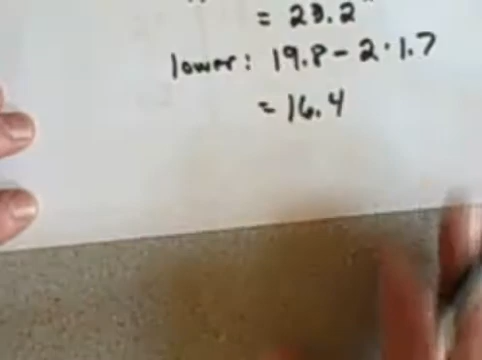 = 23.2
lower: 19.8 - 2 · 1.7
= 16.4